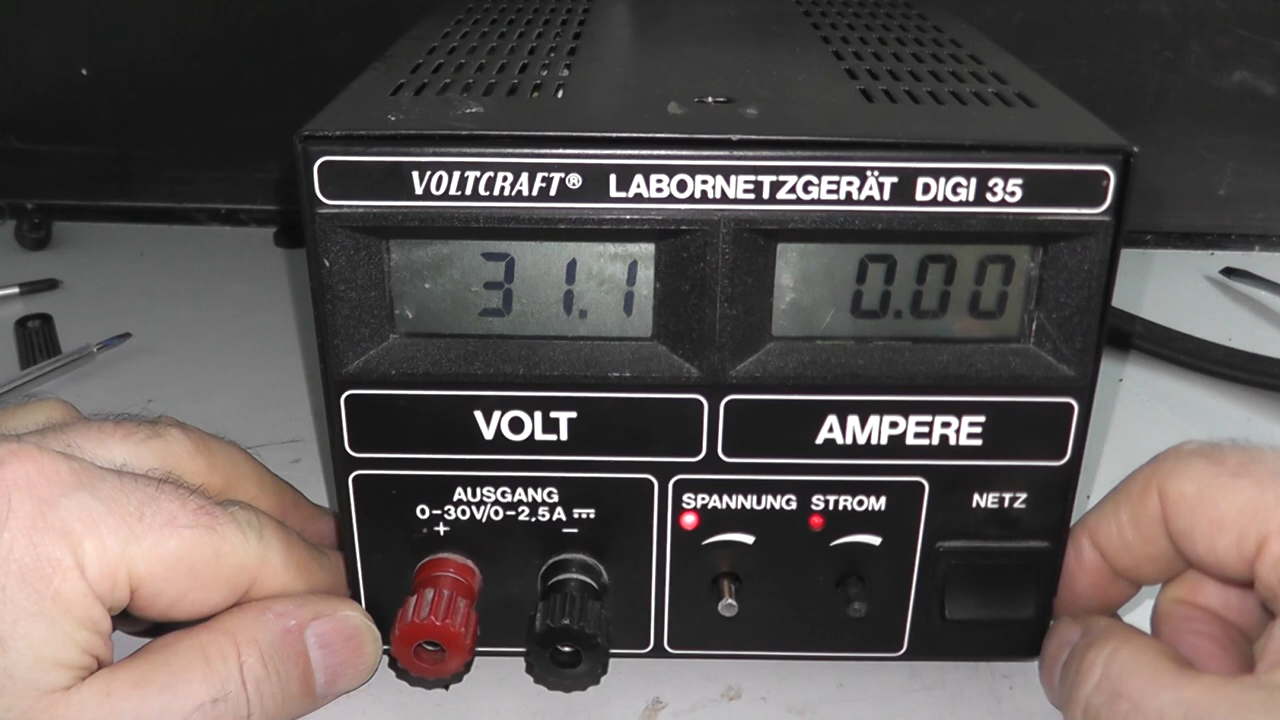 VOLTCRAFT® LABORNETZGERÄT DIGI 35
31.1
0.00
VOLT
AMPERE
AUSGANG
0-30V/0-2,5A ⎓
+ −
SPANNUNG STROM
NETZ